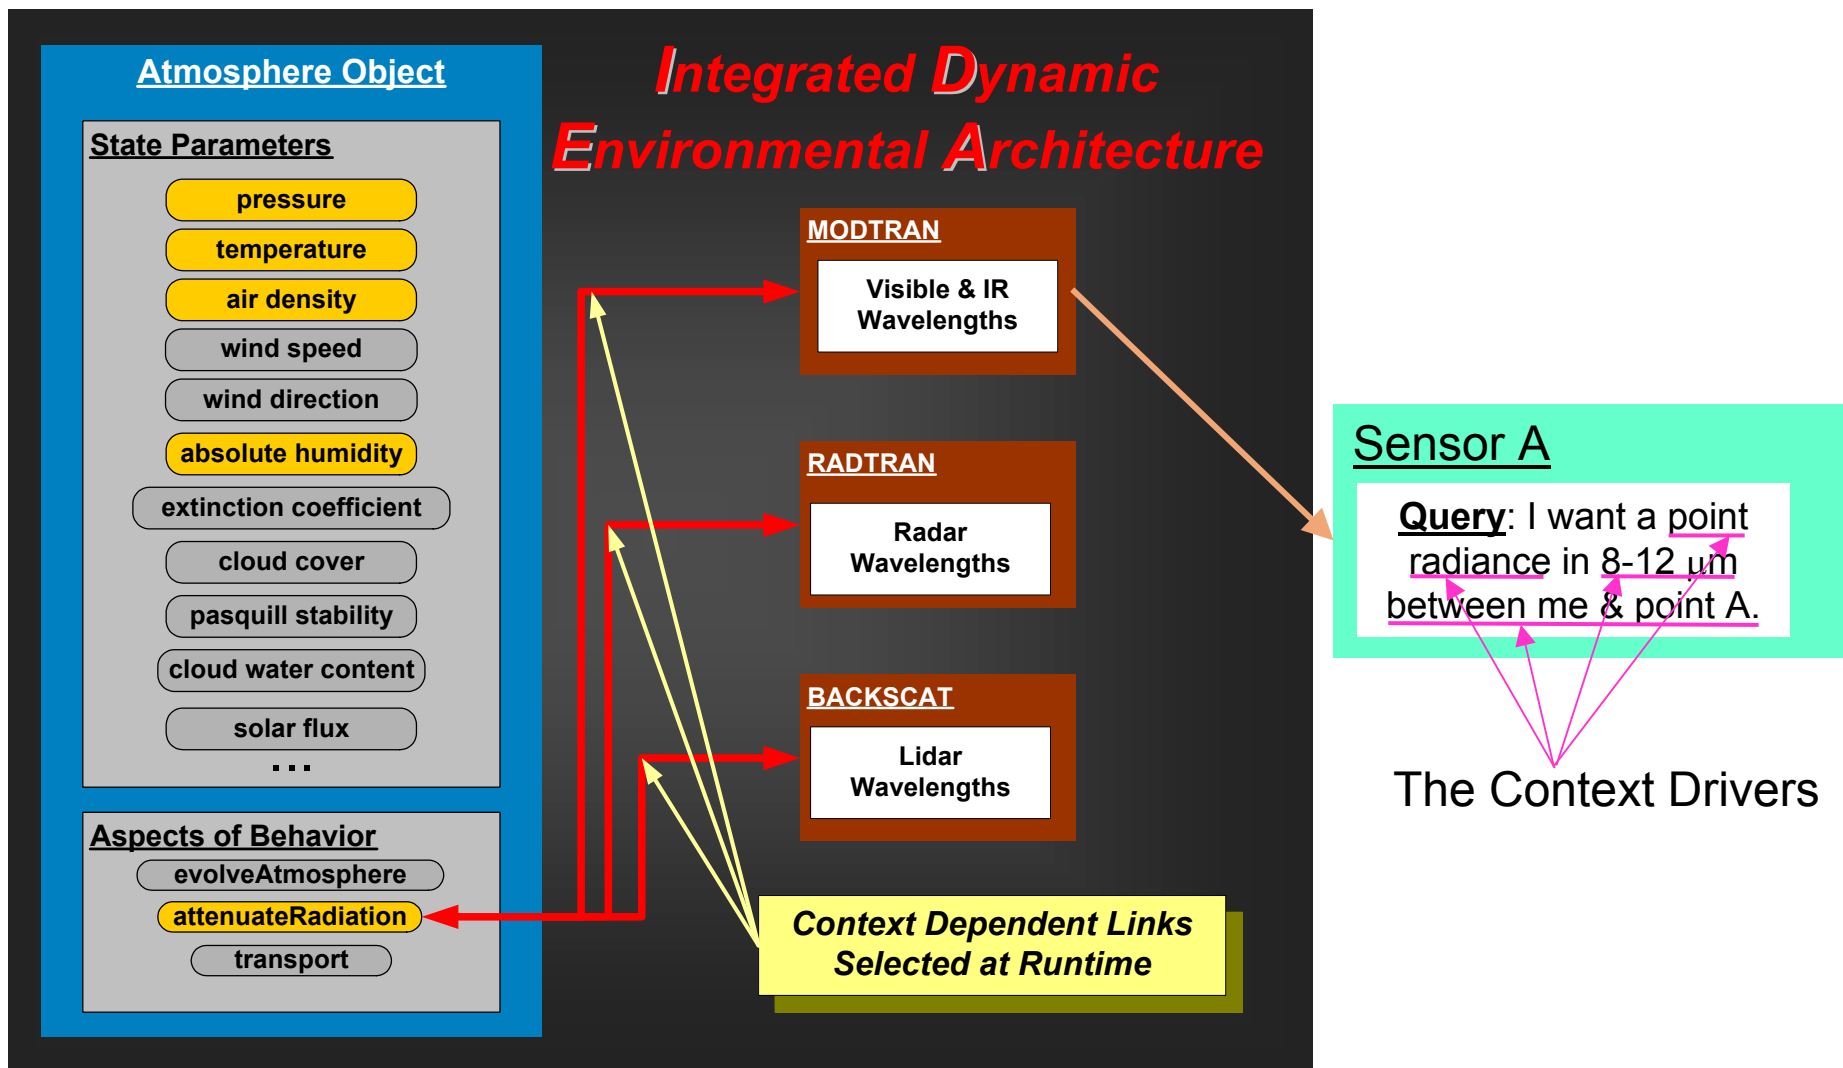 Atmosphere Object
State Parameters
pressure
temperature
air density
wind speed
wind direction
absolute humidity
extinction coefficient
cloud cover
pasquill stability
cloud water content
solar flux
...
Aspects of Behavior
evolveAtmosphere
attenuateRadiation
transport
Integrated Dynamic
Environmental Architecture
MODTRAN
Visible & IR
Wavelengths
RADTRAN
Radar
Wavelengths
BACKSCAT
Lidar
Wavelengths
Context Dependent Links
Selected at Runtime
Sensor A
Query: I want a point
radiance in 8-12 μm
between me & point A.
The Context Drivers